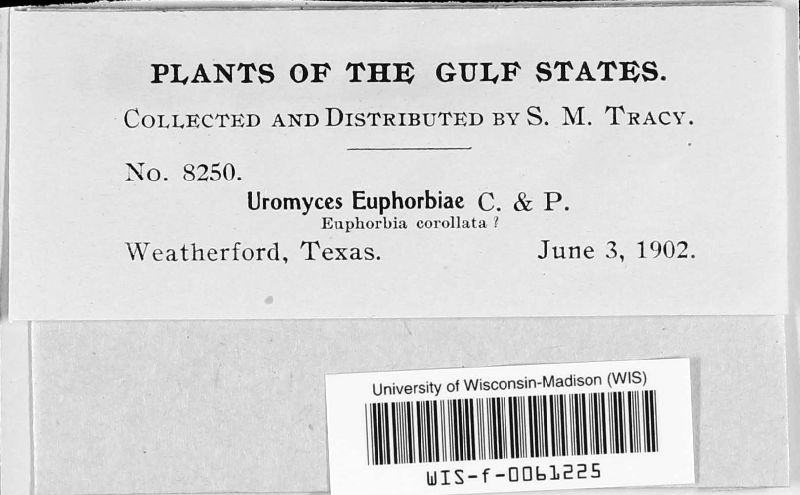 PLANTS OF THE GULF STATES.
COLLECTED AND DISTRIBUTED BY S. M. TRACY.
No. 8250.
Uromyces Euphorbiae C. & P.
Euphorbia corollata ?
Weatherford, Texas. June 3, 1902.
University of Wisconsin-Madison (WIS)
WIS-f-0061225